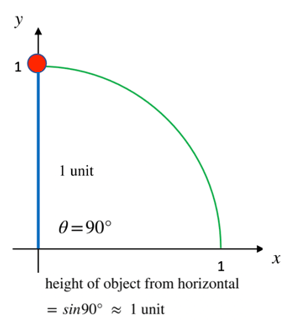 y
1
1 unit
θ = 90°
x
1
height of object from horizontal
= sin90° ≈ 1 unit